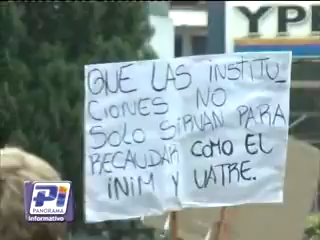 YPF
QUE LAS INSTITU_
CIONES NO
SOLO SIRVAN PARA
RECAUDAR COMO EL
INIM Y UATRE.
Pi
PANORAMA
Informativo